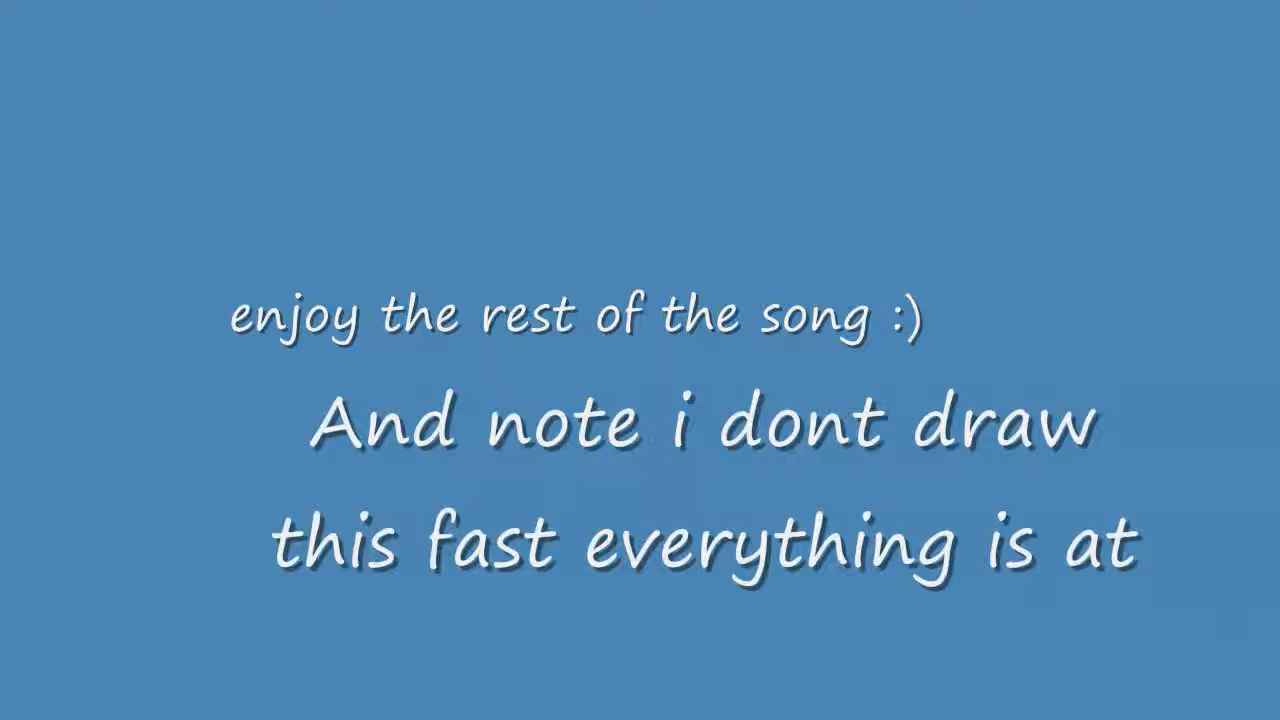 enjoy the rest of the song :)
And note i dont draw
this fast everything is at